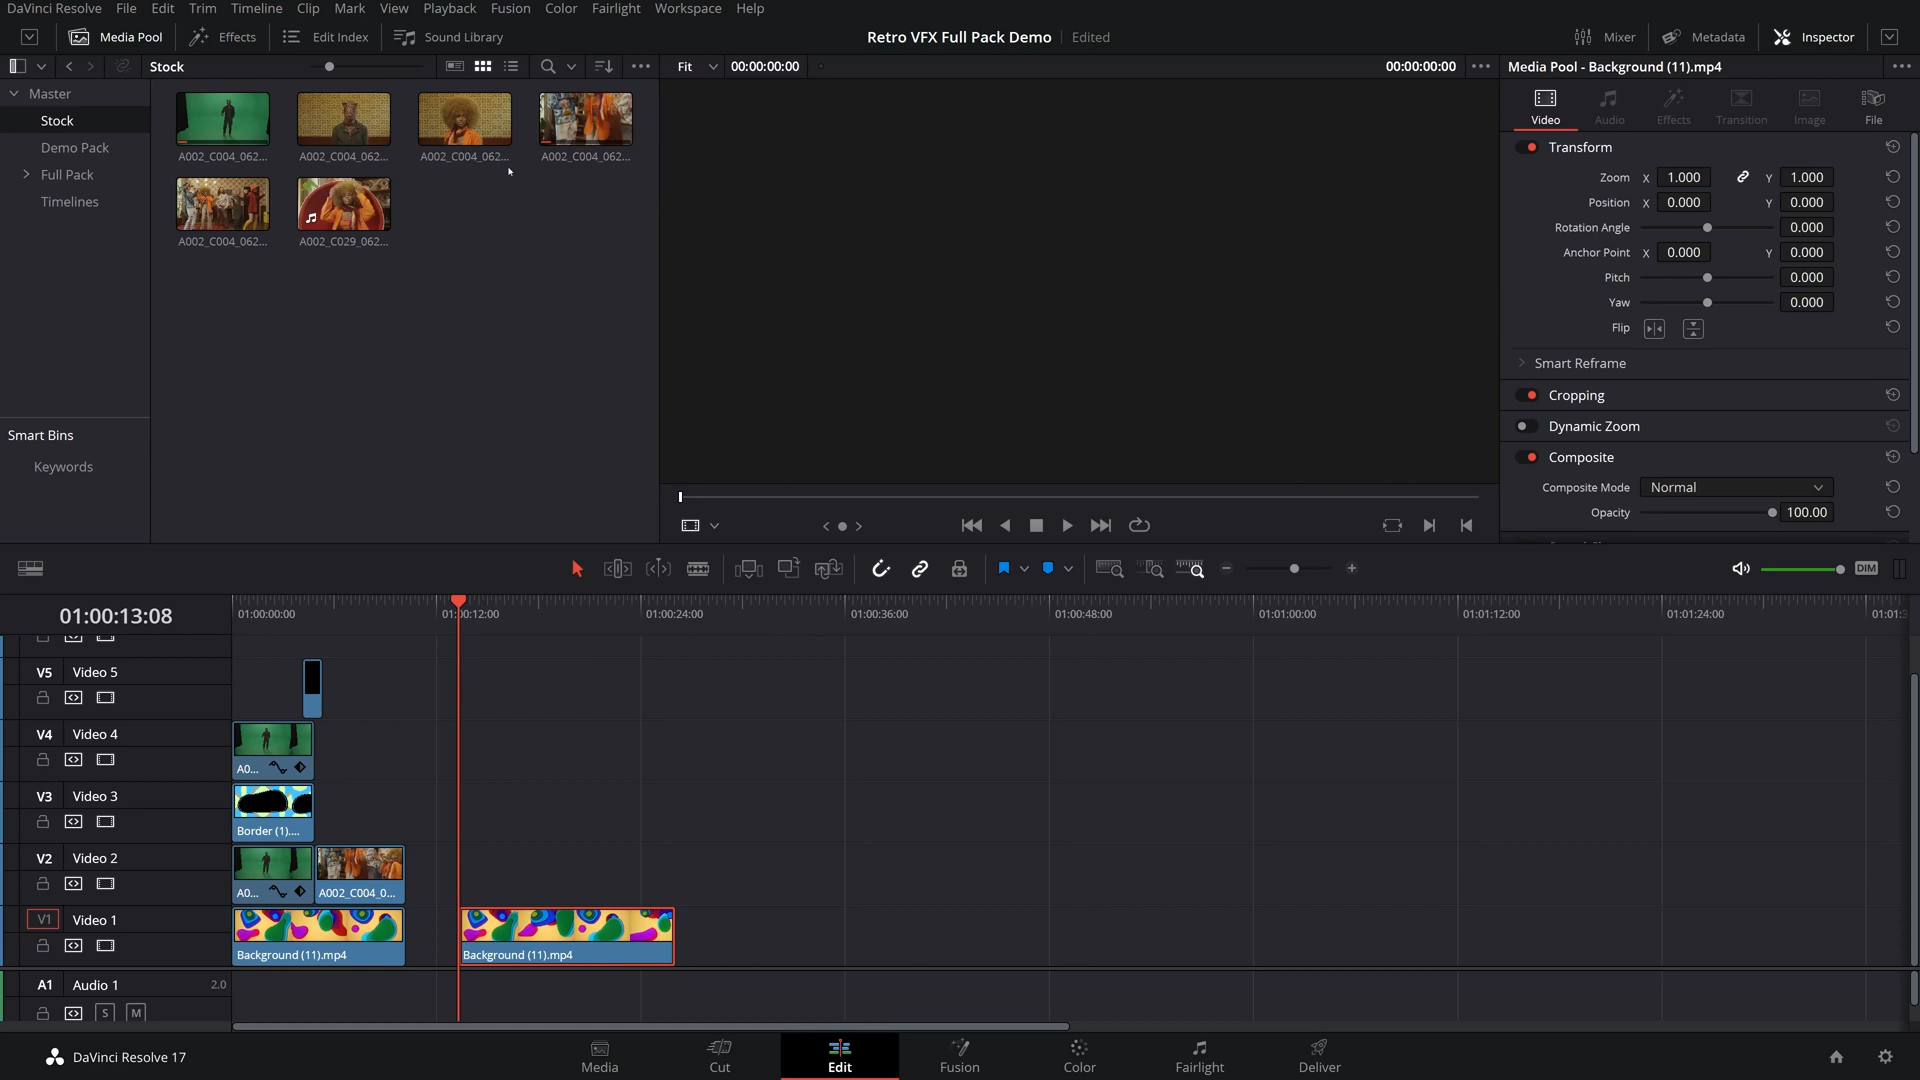 DaVinci Resolve File Edit Trim Timeline Clip Mark View Playback Fusion Color Fairlight Workspace Help
Media Pool Effects Edit Index Sound Library Retro VFX Full Pack Demo Edited Mixer Metadata Inspector
Stock Fit 00:00:00:00 00:00:00:00 Media Pool - Background (11).mp4
Master
Stock
Demo Pack
Full Pack
Timelines
Smart Bins
Keywords
A002_C004_062... A002_C004_062... A002_C004_062... A002_C004_062...
A002_C004_062... A002_C029_062...
Video Audio Effects Transition Image File
Transform
Zoom X 1.000 Y 1.000
Position X 0.000 Y 0.000
Rotation Angle 0.000
Anchor Point X 0.000 Y 0.000
Pitch 0.000
Yaw 0.000
Flip
Smart Reframe
Cropping
Dynamic Zoom
Composite
Composite Mode Normal
Opacity 100.00
DIM
01:00:13:08 01:00:00:00 01:00:12:00 01:00:24:00 01:00:36:00 01:00:48:00 01:01:00:00 01:01:12:00 01:01:24:00 01:01:3
V5 Video 5
V4 Video 4
A0...
V3 Video 3
Border (1)....
V2 Video 2
A0... A002_C004_0...
V1 Video 1
Background (11).mp4 Background (11).mp4
A1 Audio 1 2.0
S M
DaVinci Resolve 17 Media Cut Edit Fusion Color Fairlight Deliver